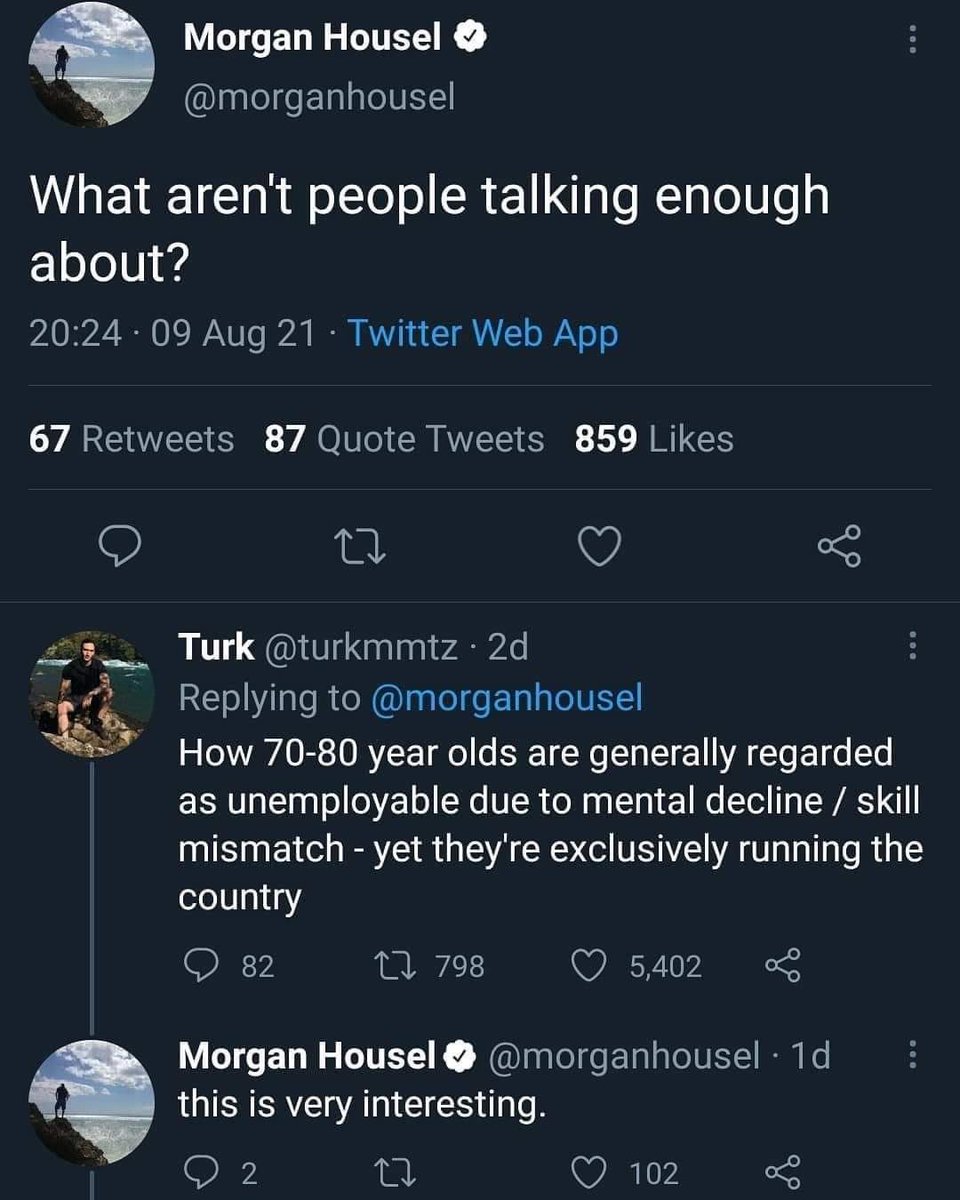 Morgan Housel
@morganhousel
What aren't people talking enough
about?
20:24 · 09 Aug 21 · Twitter Web App
67 Retweets 87 Quote Tweets 859 Likes
Turk @turkmmtz · 2d
Replying to @morganhousel
How 70-80 year olds are generally regarded
as unemployable due to mental decline / skill
mismatch - yet they're exclusively running the
country
82 798 5,402
Morgan Housel @morganhousel · 1d
this is very interesting.
2 102